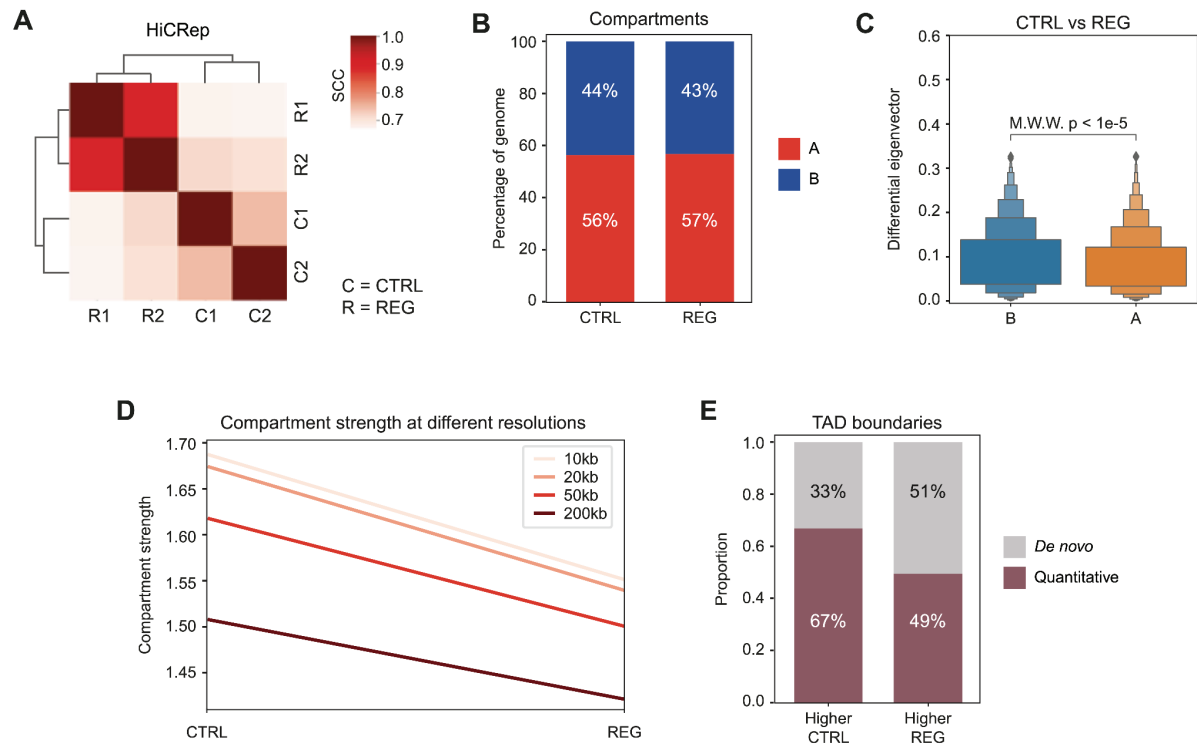 A
HiCRep
SCC
1.0
0.9
0.8
0.7
R1
R2
C1
C2
R1 R2 C1 C2
C = CTRL
R = REG
B
Compartments
Percentage of genome
100
80
60
40
20
0
44% 43%
56% 57%
CTRL REG
A
B
C
CTRL vs REG
Differential eigenvector
0.6
0.5
0.4
0.3
0.2
0.1
0.0
M.W.W. p < 1e-5
B A
D
Compartment strength at different resolutions
Compartment strength
1.70
1.65
1.60
1.55
1.50
1.45
10kb
20kb
50kb
200kb
CTRL REG
E
TAD boundaries
Proportion
1.0
0.8
0.6
0.4
0.2
0.0
33% 51%
67% 49%
Higher CTRL
Higher REG
De novo
Quantitative